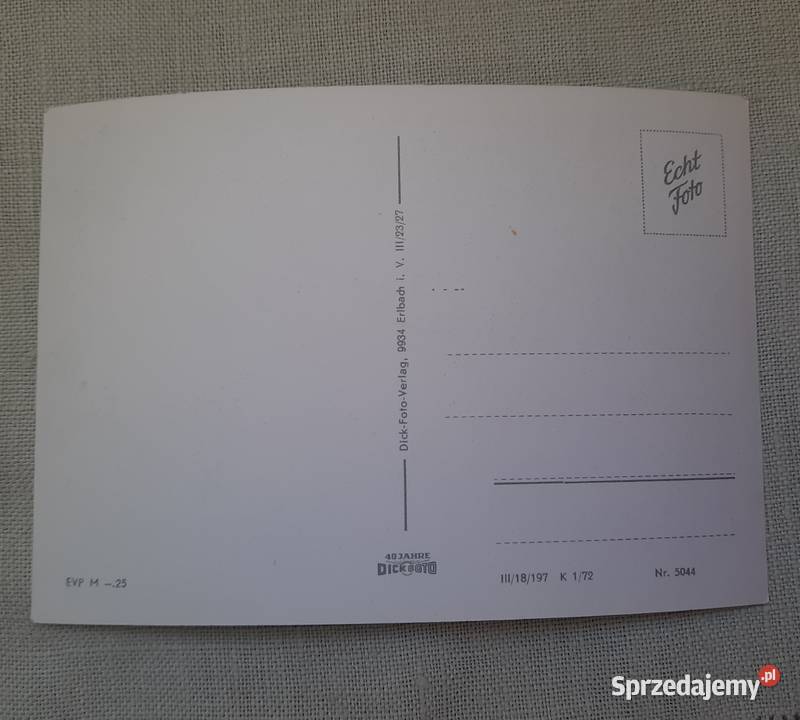 Echt
Foto
Dick-Foto-Verlag, 9934 Erlbach i. V. III/23/27
40 JAHRE
DICK FOTO
EVP M —.25
III/18/197 K 1/72
Nr. 5044
Sprzedajemy.pl